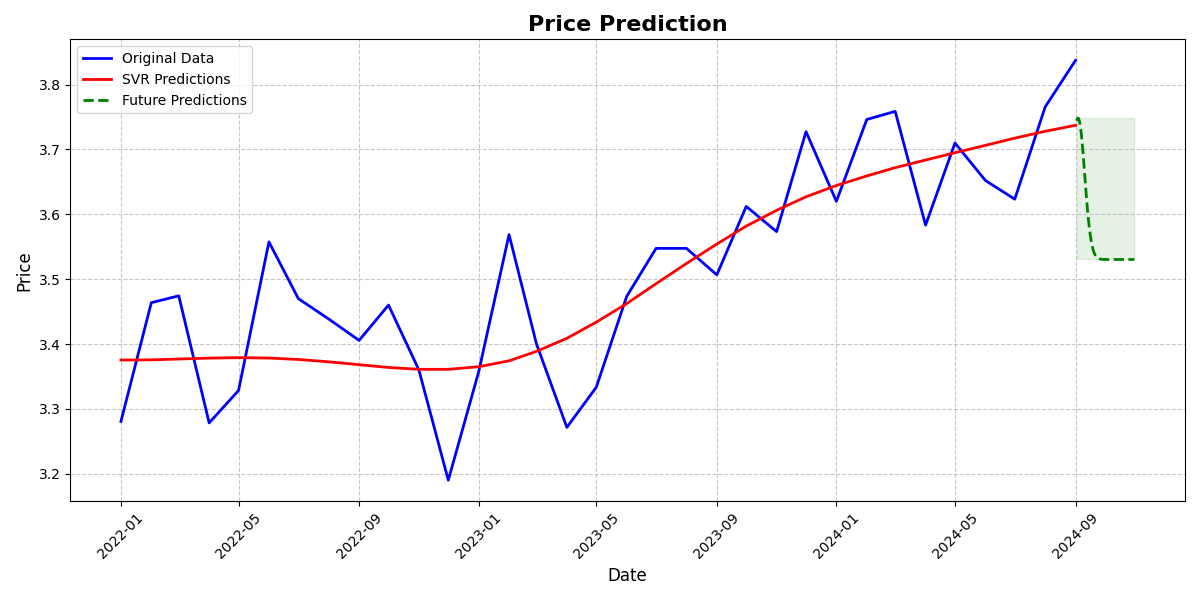 Price Prediction
Original Data
SVR Predictions
Future Predictions
Price
3.8
3.7
3.6
3.5
3.4
3.3
3.2
2022-01
2022-05
2022-09
2023-01
2023-05
2023-09
2024-01
2024-05
2024-09
Date